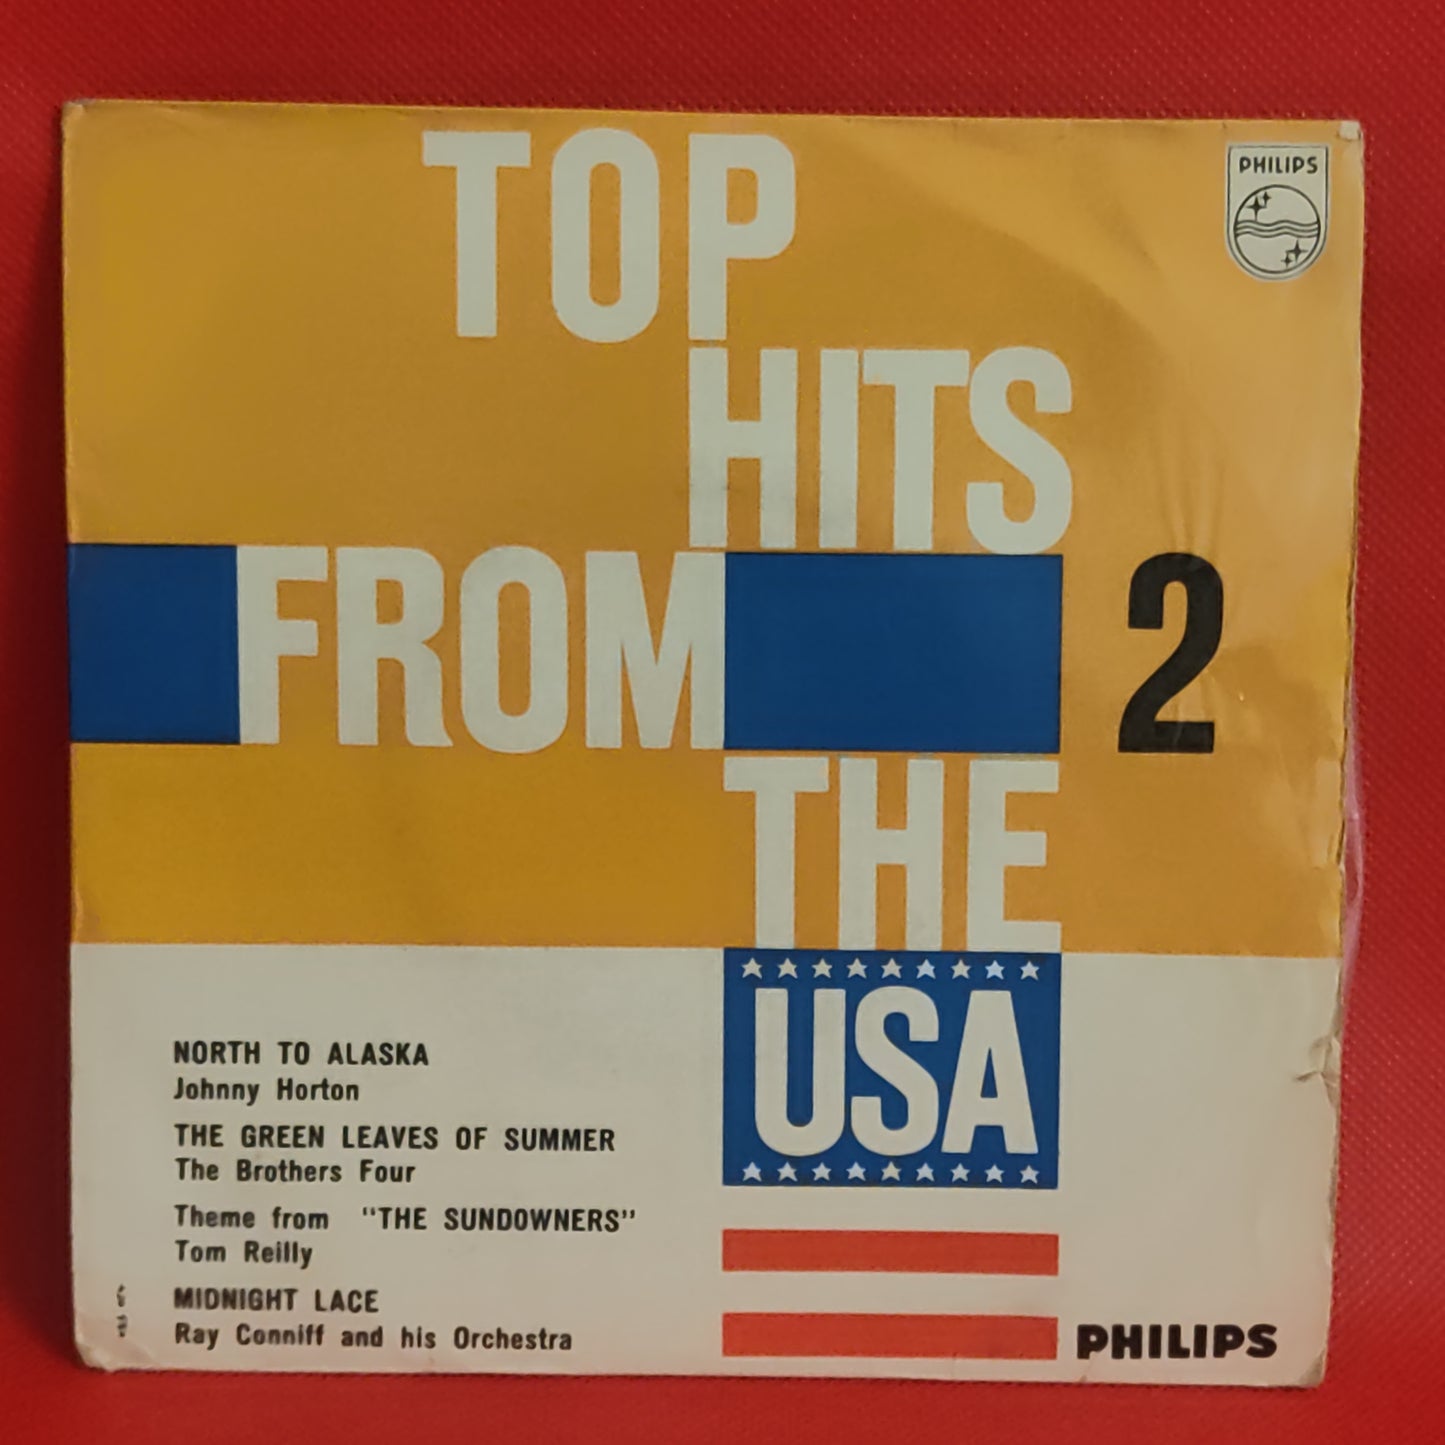 TOP
PHILIPS
HITS
FROM
2
THE
USA
NORTH TO ALASKA
Johnny Horton
THE GREEN LEAVES OF SUMMER
The Brothers Four
Theme from "THE SUNDOWNERS"
Tom Reilly
MIDNIGHT LACE
Ray Conniff and his Orchestra
PHILIPS